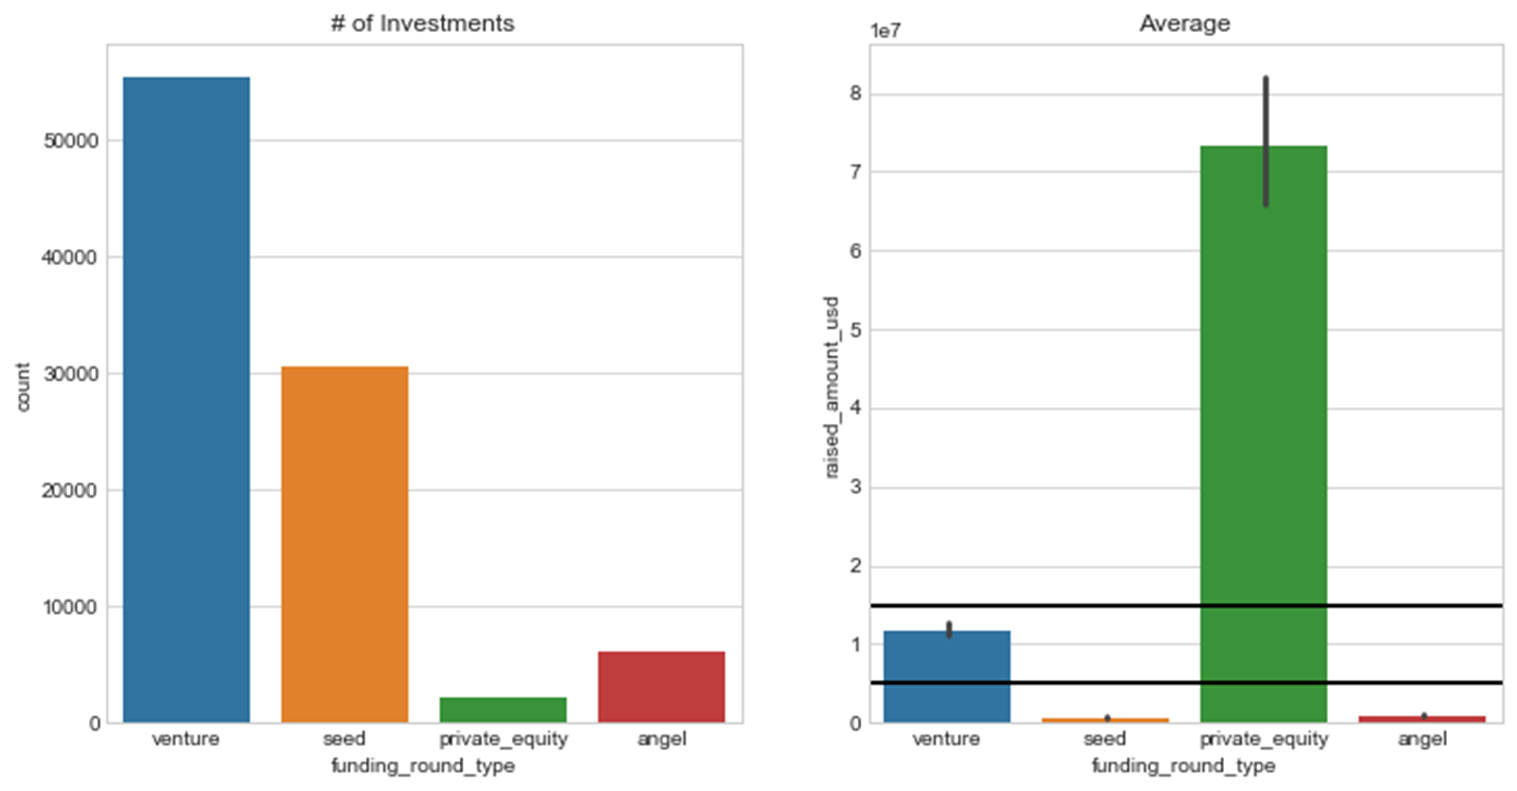 # of Investments
50000
40000
30000
20000
10000
0
count
venture seed private_equity angel
funding_round_type
Average
1e7
8
7
6
5
4
3
2
1
0
raised_amount_usd
venture seed private_equity angel
funding_round_type